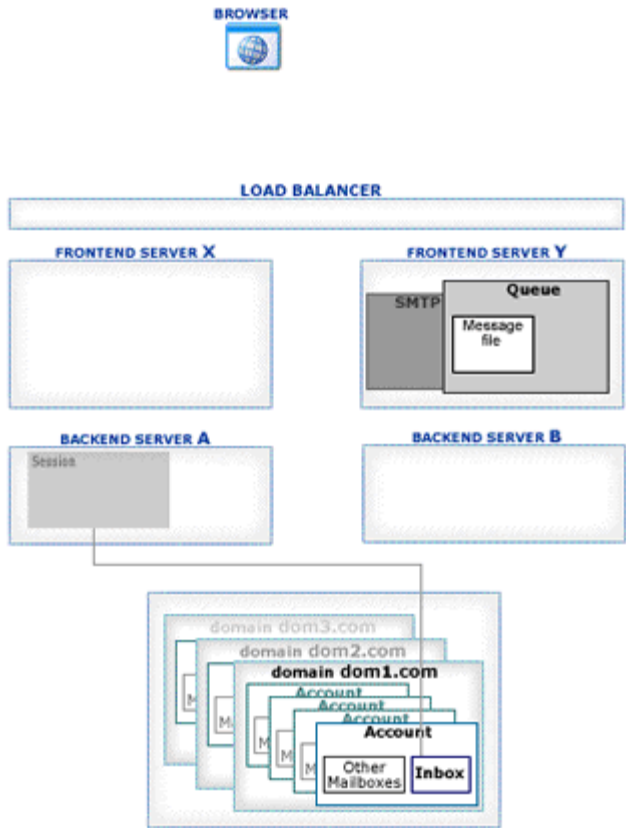 BROWSER
LOAD BALANCER
FRONTEND SERVER X
FRONTEND SERVER Y
SMTP
Queue
Message
file
BACKEND SERVER A
BACKEND SERVER B
Session
domain dom3.com
domain dom2.com
domain dom1.com
Account
Account
Account
Account
M
M
M
M
M
Other
Mailboxes
Inbox